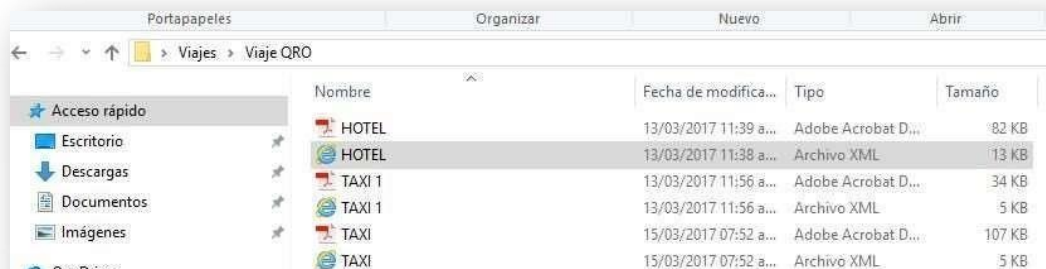 Portapapeles Organizar Nuevo Abrir
Viajes > Viaje QRO
Nombre Fecha de modifica... Tipo Tamaño
Acceso rápido
HOTEL 13/03/2017 11:39 a... Adobe Acrobat D... 82 KB
Escritorio
HOTEL 13/03/2017 11:38 a... Archivo XML 13 KB
Descargas
TAXI 1 13/03/2017 11:56 a... Adobe Acrobat D... 34 KB
Documentos
TAXI 1 13/03/2017 11:56 a... Archivo XML 5 KB
Imágenes
TAXI 15/03/2017 07:52 a... Adobe Acrobat D... 107 KB
TAXI 15/03/2017 07:52 a... Archivo XML 5 KB